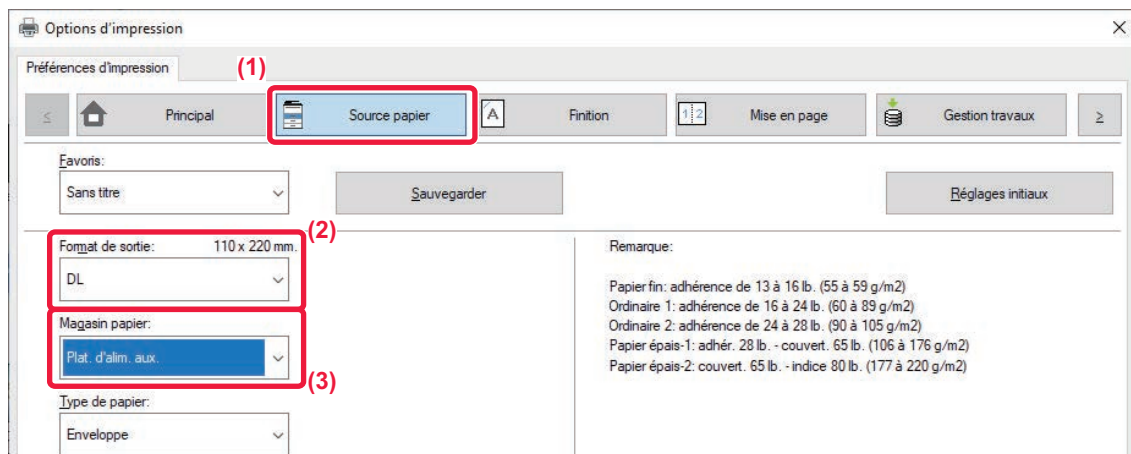 Options d'impression
Préférences d'impression
(1)
< Principal Source papier A Finition 1 2 Mise en page Gestion travaux >
Favoris:
Sans titre Sauvegarder Réglages initiaux
(2)
Format de sortie: 110 x 220 mm. Remarque:
DL
Papier fin: adhérence de 13 à 16 lb. (55 à 59 g/m2)
Ordinaire 1: adhérence de 16 à 24 lb. (60 à 89 g/m2)
Magasin papier: Ordinaire 2: adhérence de 24 à 28 lb. (90 à 105 g/m2)
Papier épais-1: adhér. 28 lb. - couvert. 65 lb. (106 à 176 g/m2)
Plat. d'alim. aux. Papier épais-2: couvert. 65 lb. - indice 80 lb. (177 à 220 g/m2)
(3)
Type de papier:
Enveloppe